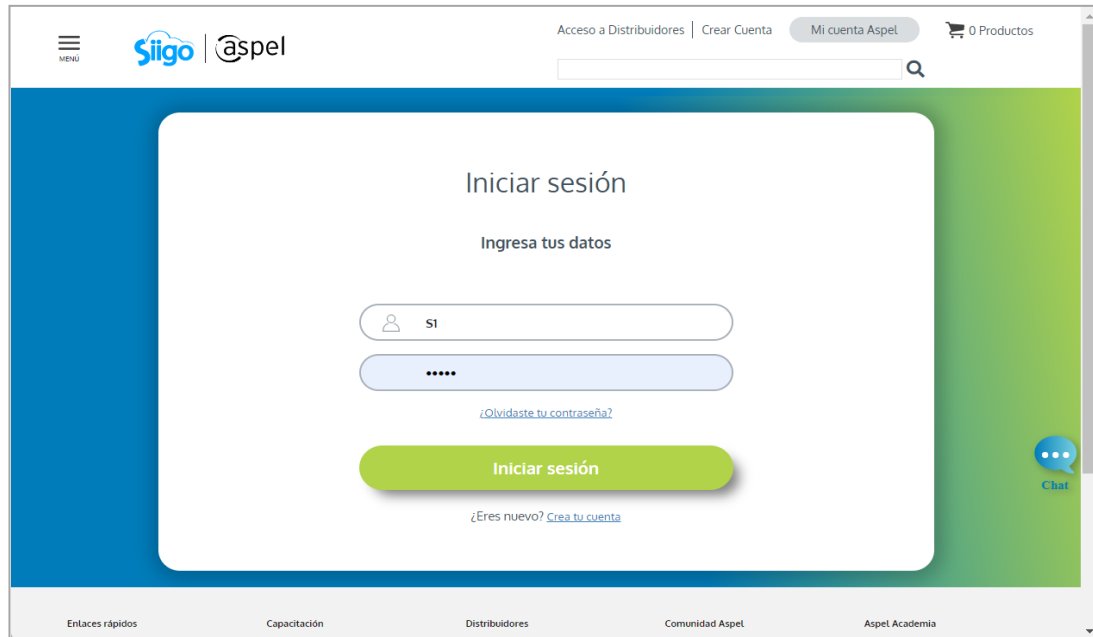 Acceso a Distribuidores | Crear Cuenta Mi cuenta Aspel 0 Productos
MENÚ Siigo | aspel
Iniciar sesión
Ingresa tus datos
S1
•••••
¿Olvidaste tu contraseña?
Iniciar sesión
Chat
¿Eres nuevo? Crea tu cuenta
Enlaces rápidos Capacitación Distribuidores Comunidad Aspel Aspel Academia